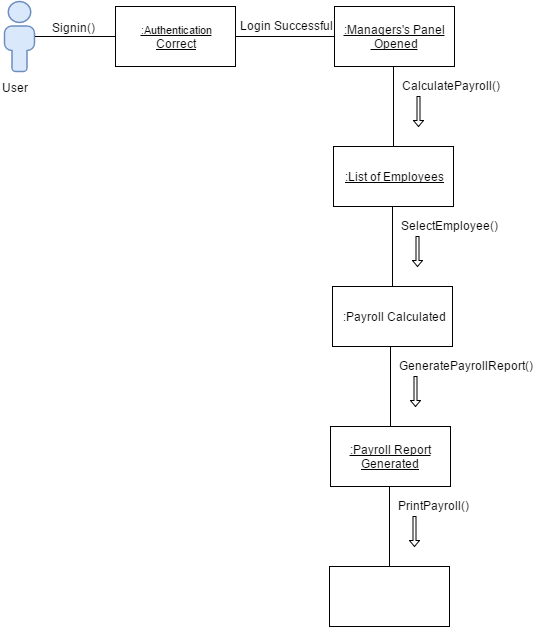 Signin()
:Authentication
Correct
Login Successful
:Managers's Panel
Opened
User
CalculatePayroll()
:List of Employees
SelectEmployee()
:Payroll Calculated
GeneratePayrollReport()
:Payroll Report
Generated
PrintPayroll()